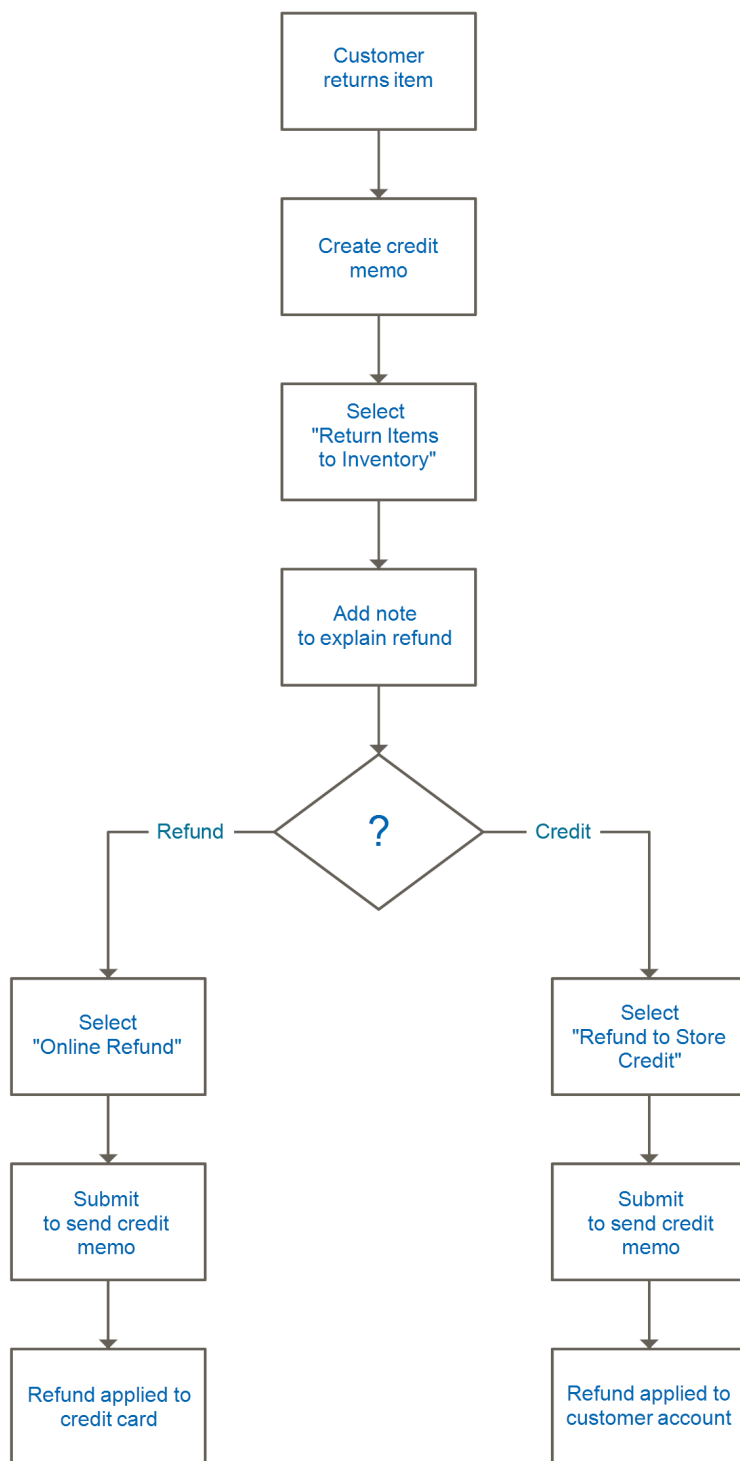 Customer
returns item
Create credit
memo
Select
"Return Items
to Inventory"
Add note
to explain refund
?
Refund
Credit
Select
"Online Refund"
Select
"Refund to Store
Credit"
Submit
to send credit
memo
Submit
to send credit
memo
Refund applied to
credit card
Refund applied to
customer account